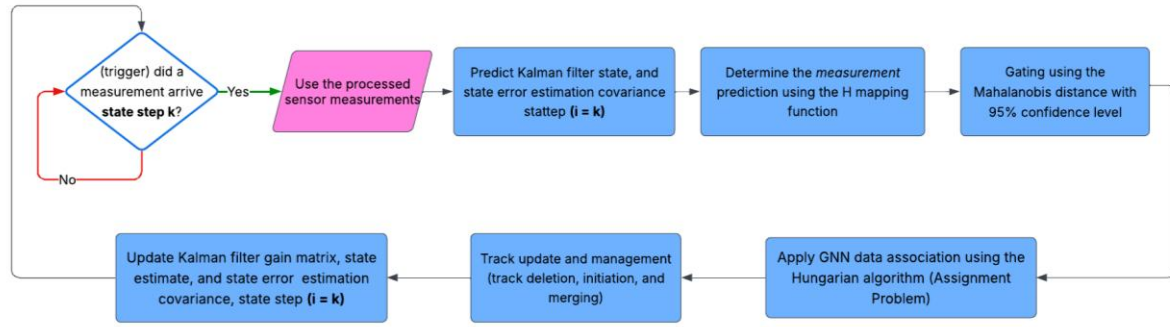 (trigger) did a
measurement arrive
state step k?
Yes
No
Use the processed
sensor measurements
Predict Kalman filter state, and
state error estimation covariance
stattep (i = k)
Determine the measurement
prediction using the H mapping
function
Gating using the
Mahalanobis distance with
95% confidence level
Apply GNN data association using the
Hungarian algorithm (Assignment
Problem)
Track update and management
(track deletion, initiation, and
merging)
Update Kalman filter gain matrix, state
estimate, and state error estimation
covariance, state step (i = k)